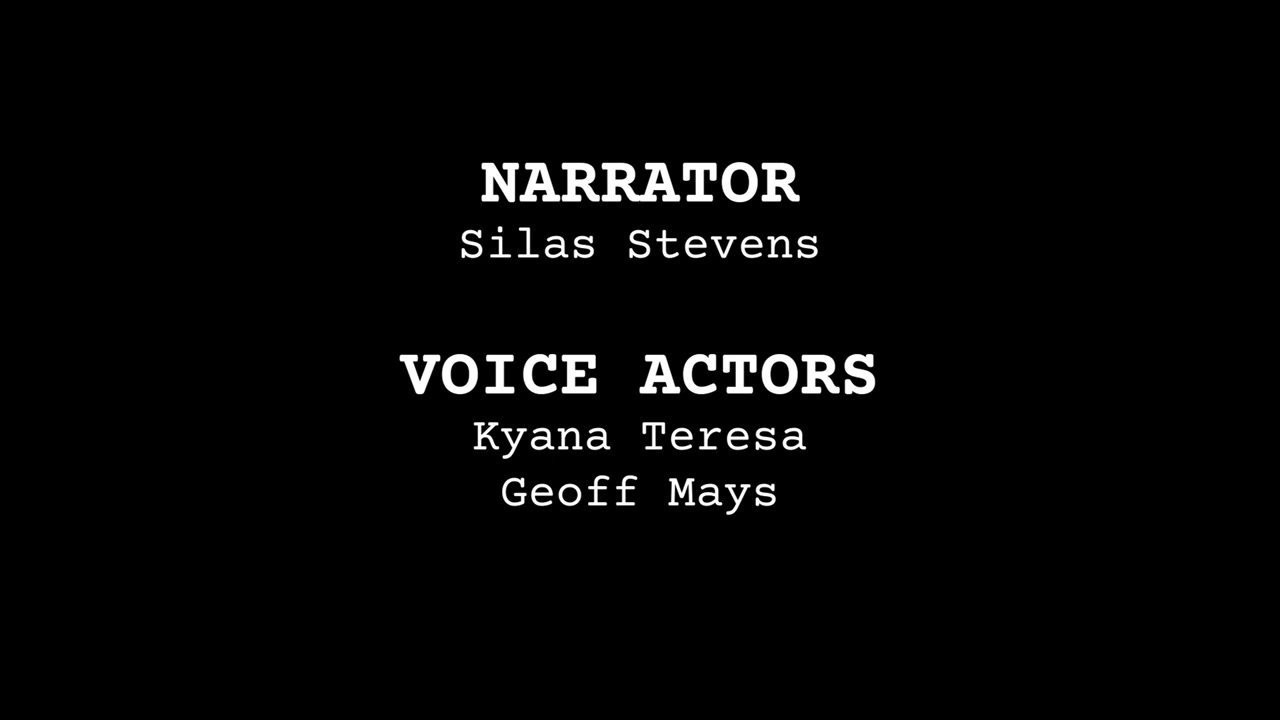 NARRATOR
Silas Stevens
VOICE ACTORS
Kyana Teresa
Geoff Mays